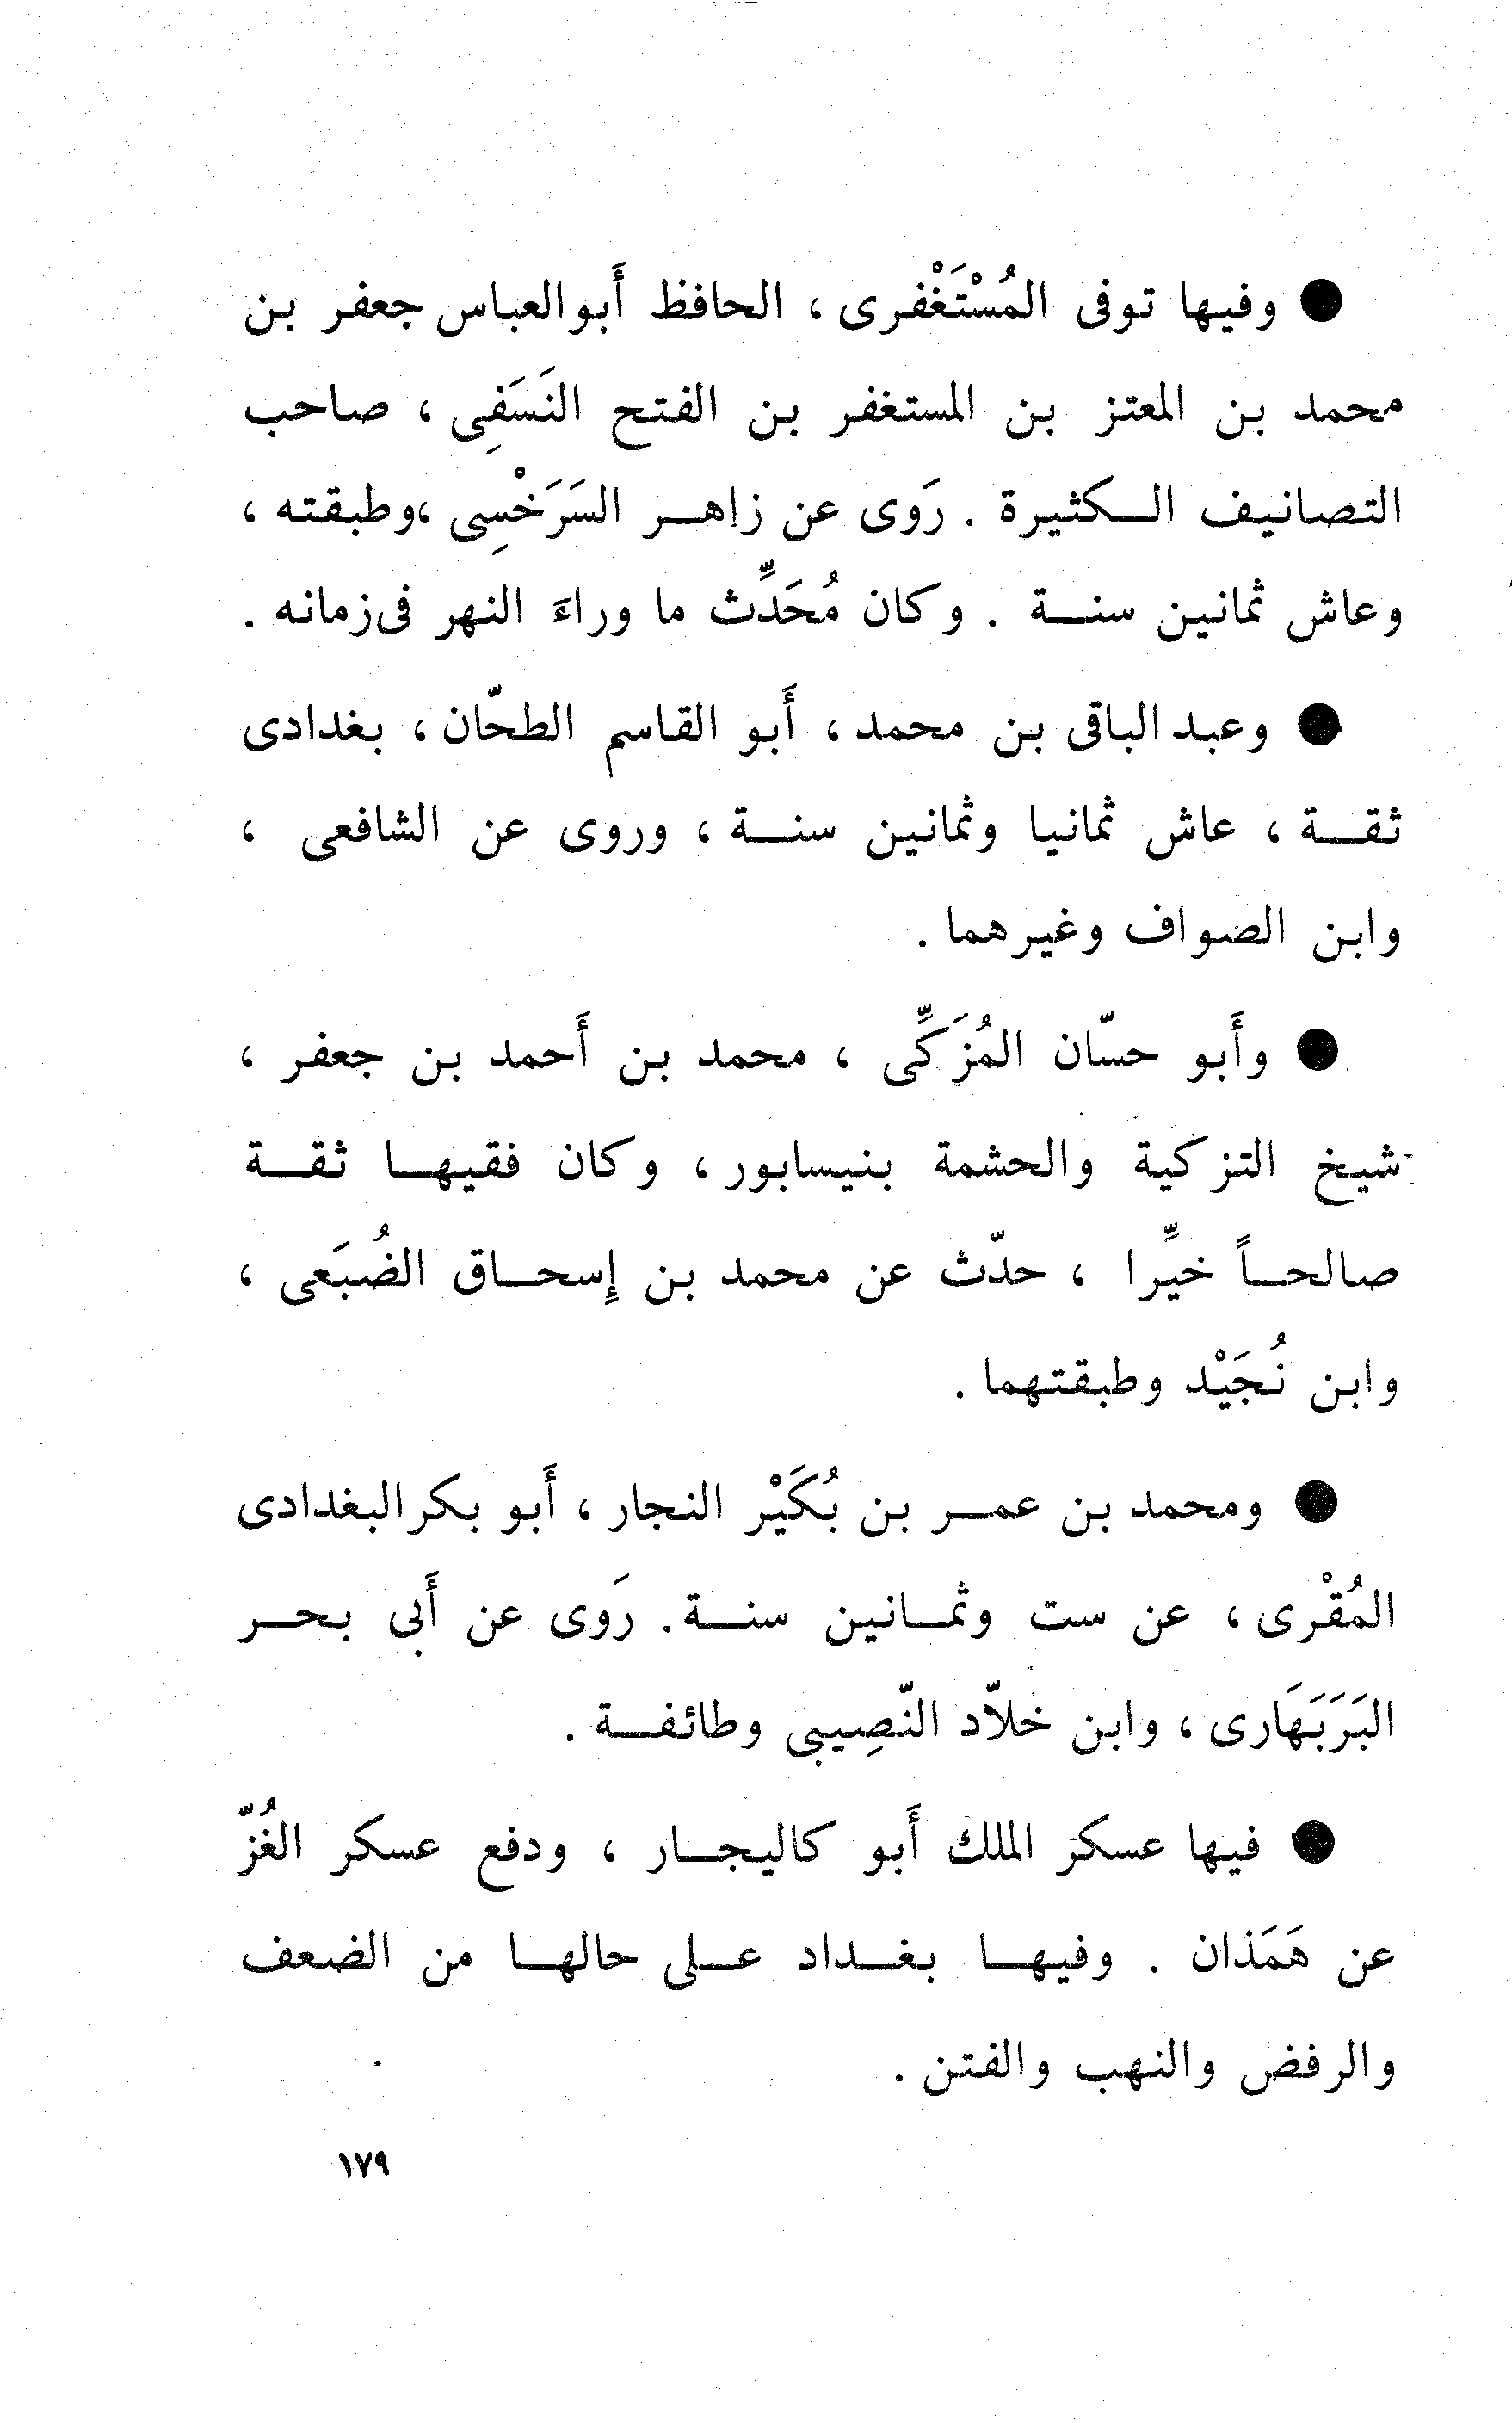 ● وفيها توفى المُسْتَغْفرى ، الحافظ أَبو العباس جعفر بن
محمد بن المعتز بن المستغفر بن الفتح النَسَفِى ، صاحب
التصانيف الكثيرة . رَوى عن زاهر السَرَخْسِى ، وطبقته ،
وعاش ثمانين سنة . وكان مُحَدِّث ما وراءَ النهر فى زمانه .
● وعبد الباقى بن محمد ، أَبو القاسم الطحّان ، بغدادى
ثقة ، عاش ثمانيا وثمانين سنة ، وروى عن الشافعى ،
وابن الصواف وغيرهما .
● وأَبو حسّان المُزَكِّى ، محمد بن أَحمد بن جعفر ،
شيخ التزكية والحشمة بنيسابور ، وكان فقيها ثقة
صالحاً خيِّرا ، حدّث عن محمد بن إِسحاق الضُبَعى ،
وابن نُجَيْد وطبقتهما .
● ومحمد بن عمر بن بُكَيْر النجار ، أَبو بكر البغدادى
المُقْرى ، عن ست وثمانين سنة . رَوى عن أَبى بحر
البَرَبَهَارى ، وابن خلاّد النّصِيبى وطائفة .
● فيها عسكر الملك أَبو كاليجار ، ودفع عسكر الغُزّ
عن هَمَذان . وفيها بغداد على حالها من الضعف
والرفض والنهب والفتن .
١٧٩